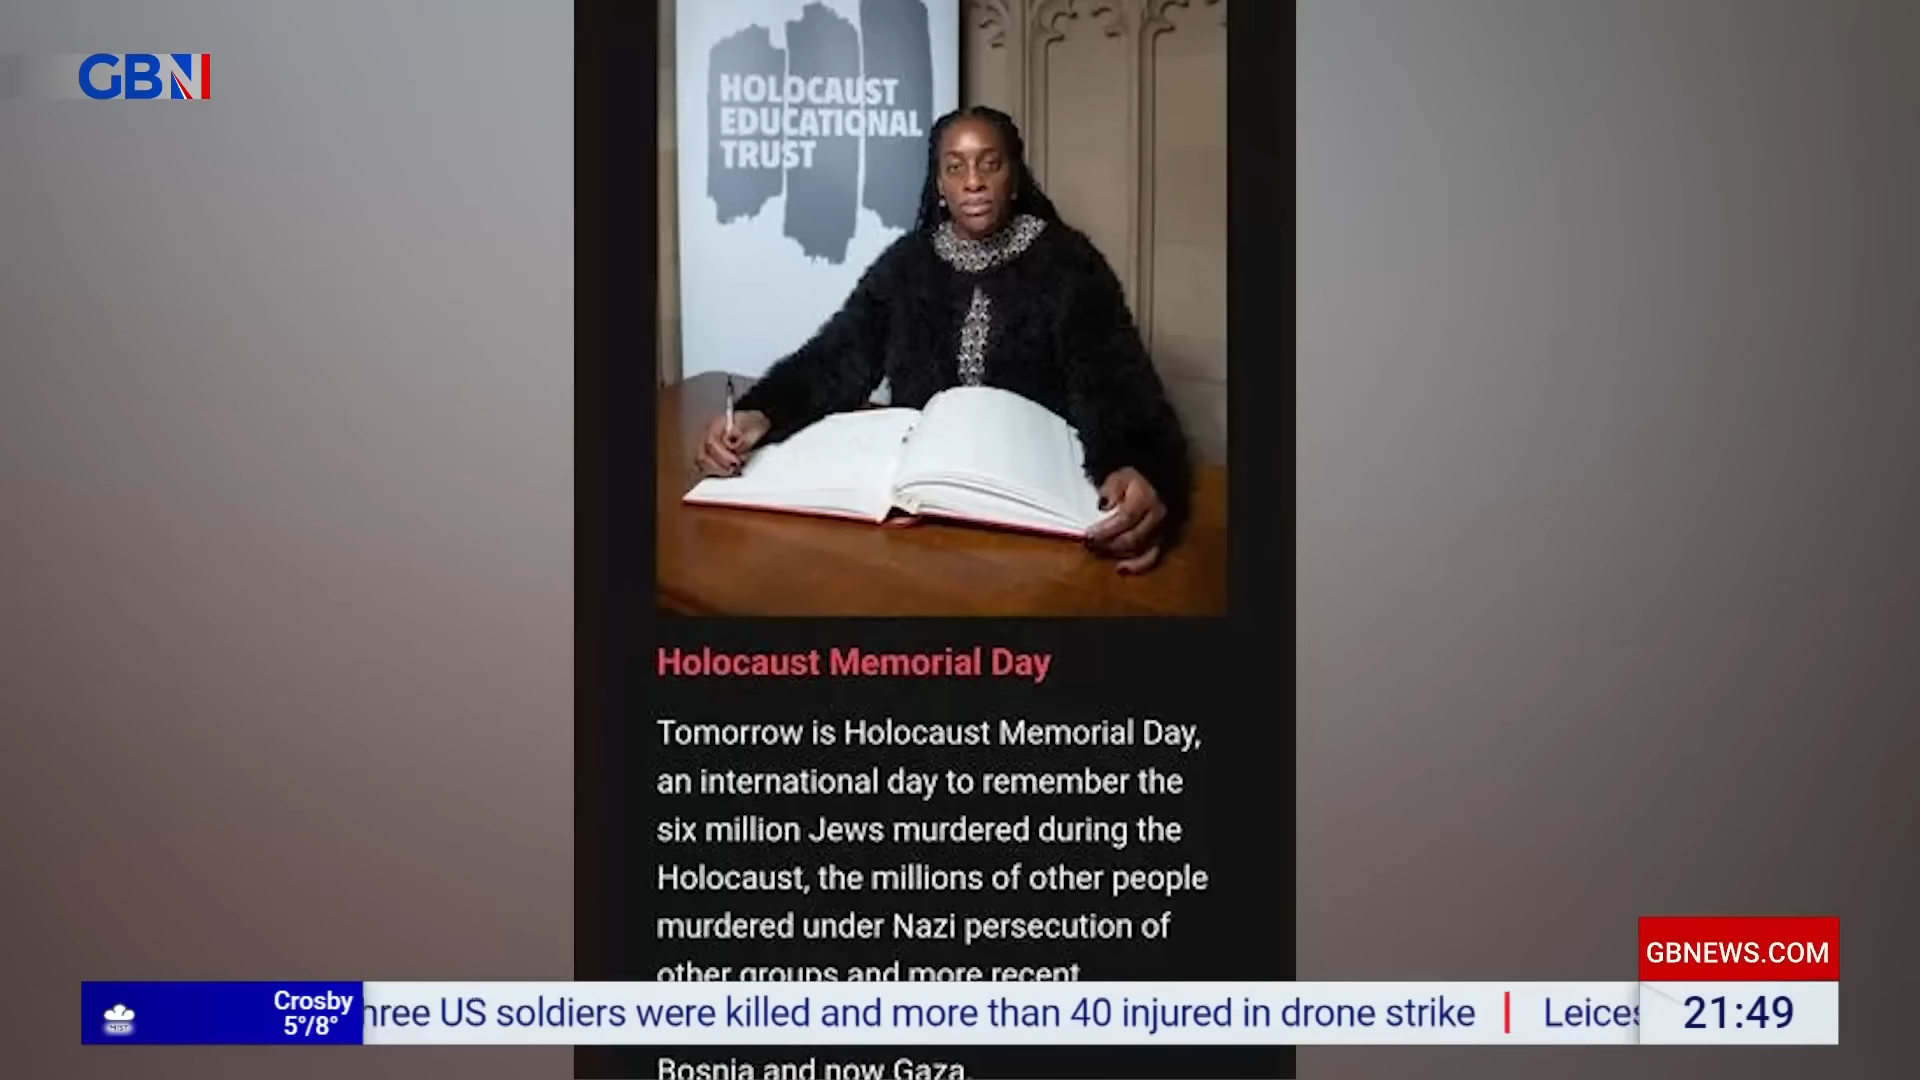 GBN
HOLOCAUST
EDUCATIONAL
TRUST
Holocaust Memorial Day
Tomorrow is Holocaust Memorial Day,
an international day to remember the
six million Jews murdered during the
Holocaust, the millions of other people
murdered under Nazi persecution of
other groups and more recent
Bosnia and now Gaza.
GBNEWS.COM
MIST
Crosby
5°/8°
hree US soldiers were killed and more than 40 injured in drone strike | Leices
21:49